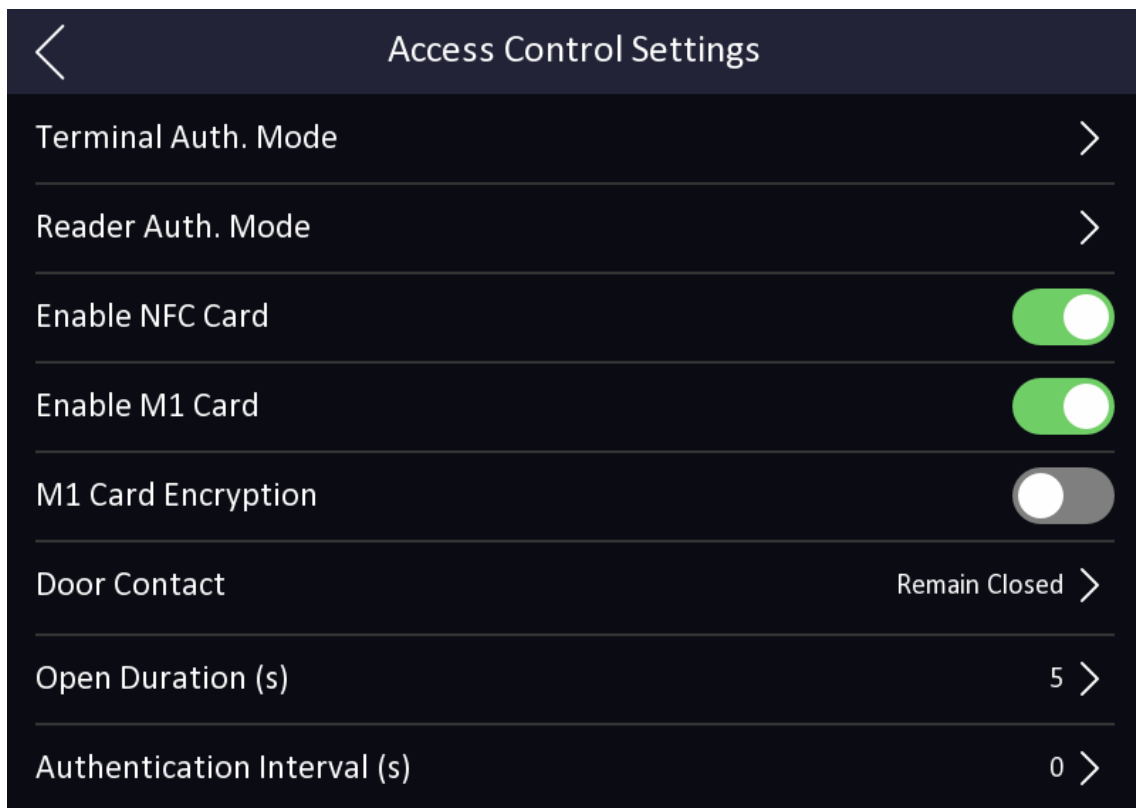 Access Control Settings
Terminal Auth. Mode
Reader Auth. Mode
Enable NFC Card
Enable M1 Card
M1 Card Encryption
Door Contact Remain Closed
Open Duration (s) 5
Authentication Interval (s) 0